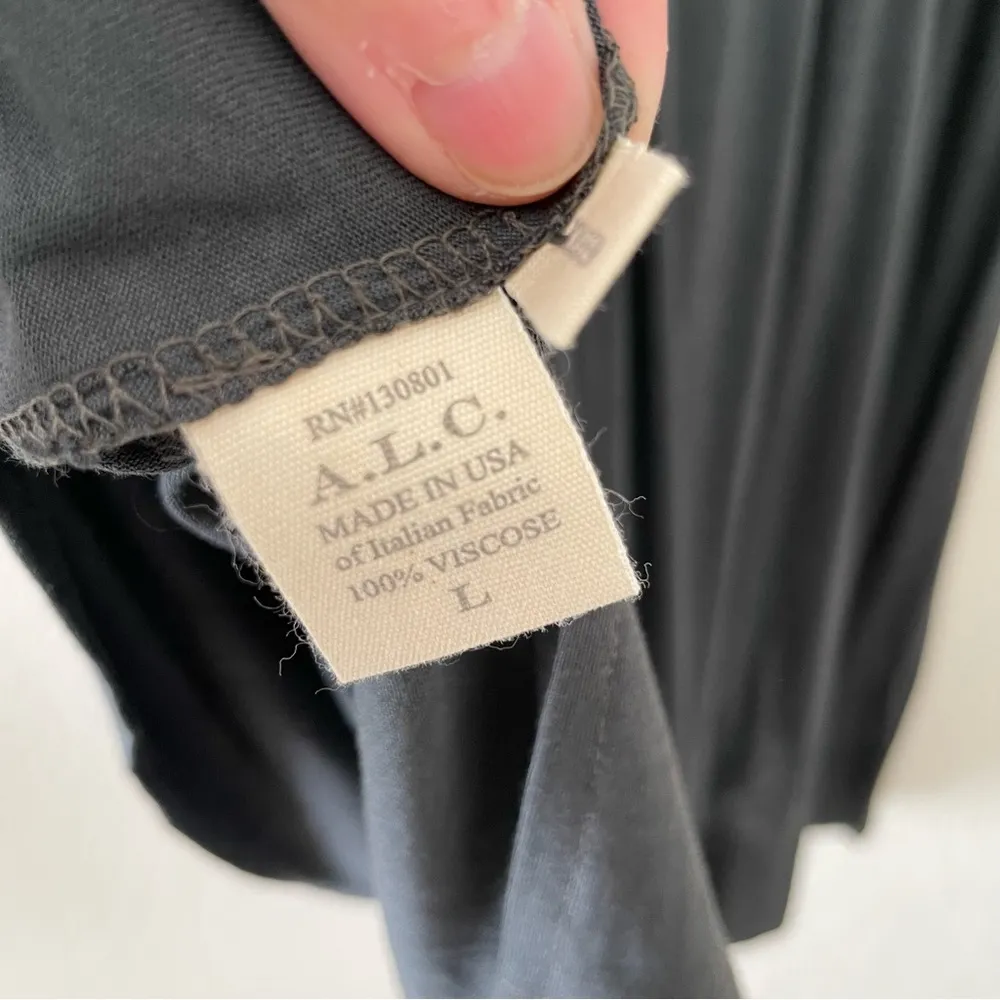 RN#130801
A.L.C.
MADE IN USA
of Italian Fabric
100% VISCOSE
L